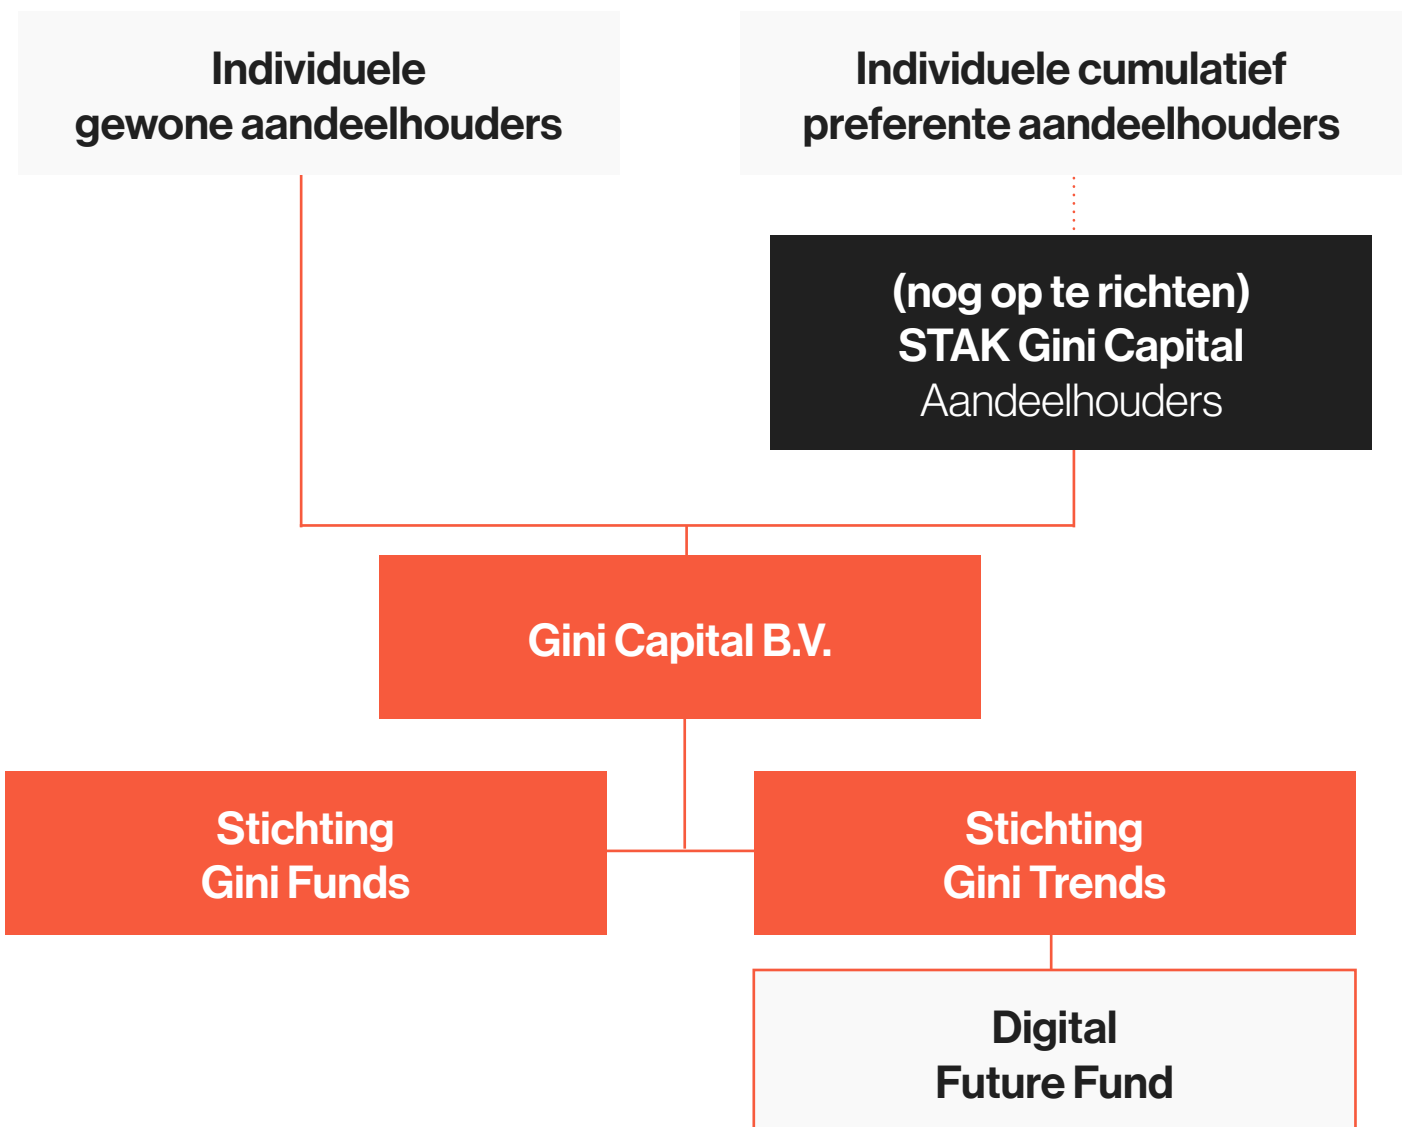 Individuele
gewone aandeelhouders
Individuele cumulatief
preferente aandeelhouders
(nog op te richten)
STAK Gini Capital
Aandeelhouders
Gini Capital B.V.
Stichting
Gini Funds
Stichting
Gini Trends
Digital
Future Fund